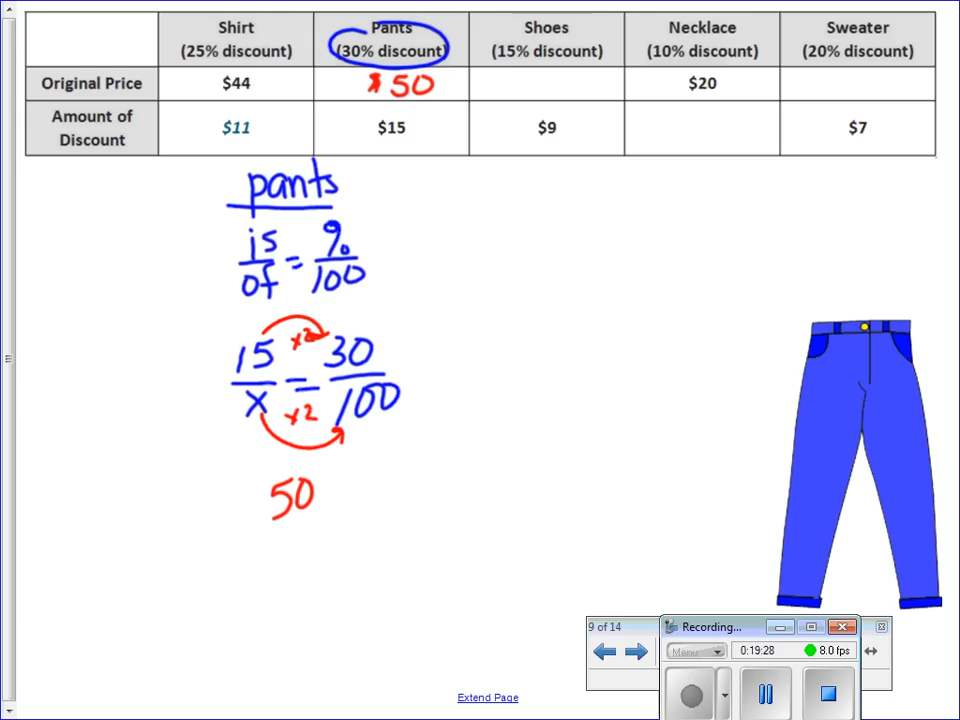 Shirt (25% discount) Pants (30% discount) Shoes (15% discount) Necklace (10% discount) Sweater (20% discount)
Original Price $44 $50 $20
Amount of Discount $11 $15 $9 $7
pants
is/of = %/100
15/x = 30/100
x2
x2
50
9 of 14
Recording...
Menu
0:19:28
8.0 fps
Extend Page